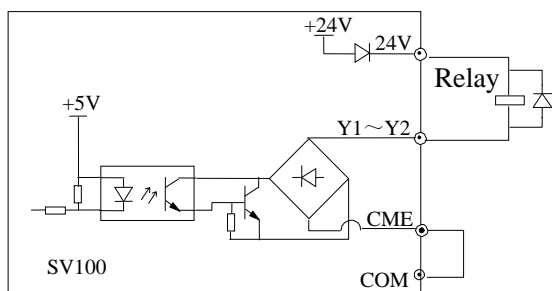 +24V
24V
Relay
+5V
Y1～Y2
CME
SV100
COM